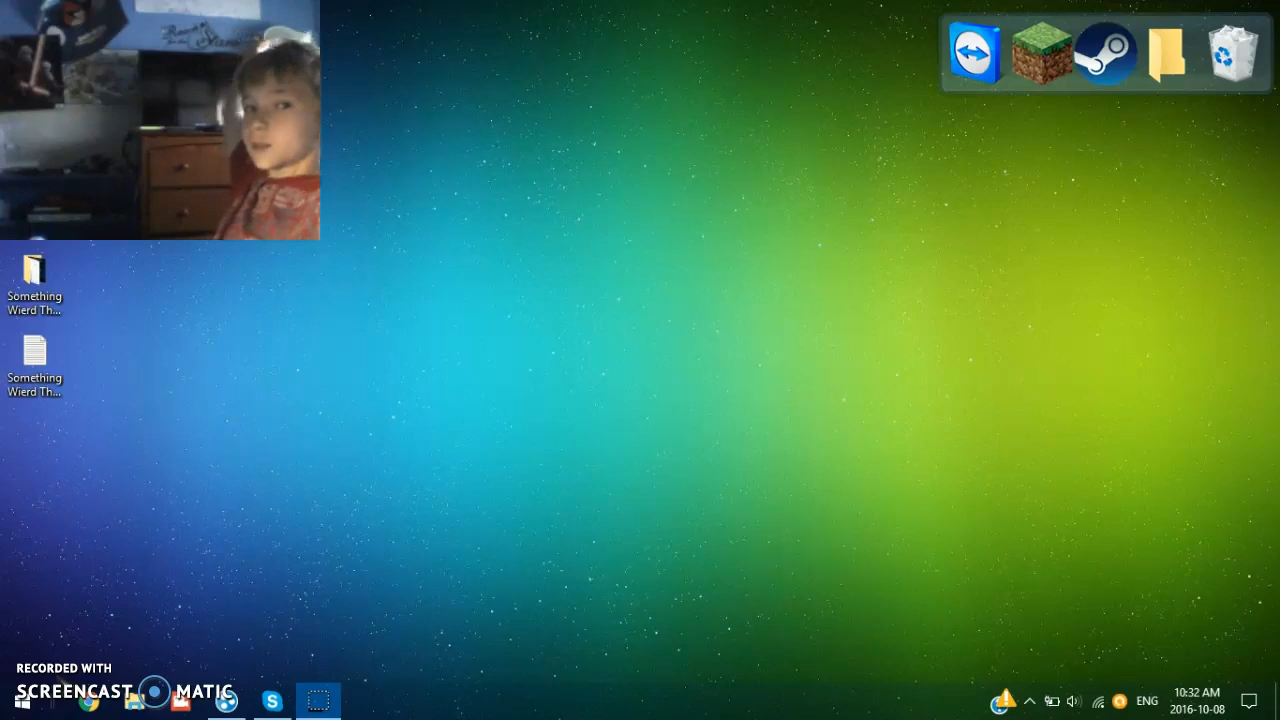 Something
Wierd Th...
Something
Wierd Th...
RECORDED WITH
SCREENCAST MATIC
ENG
10:32 AM
2016-10-08